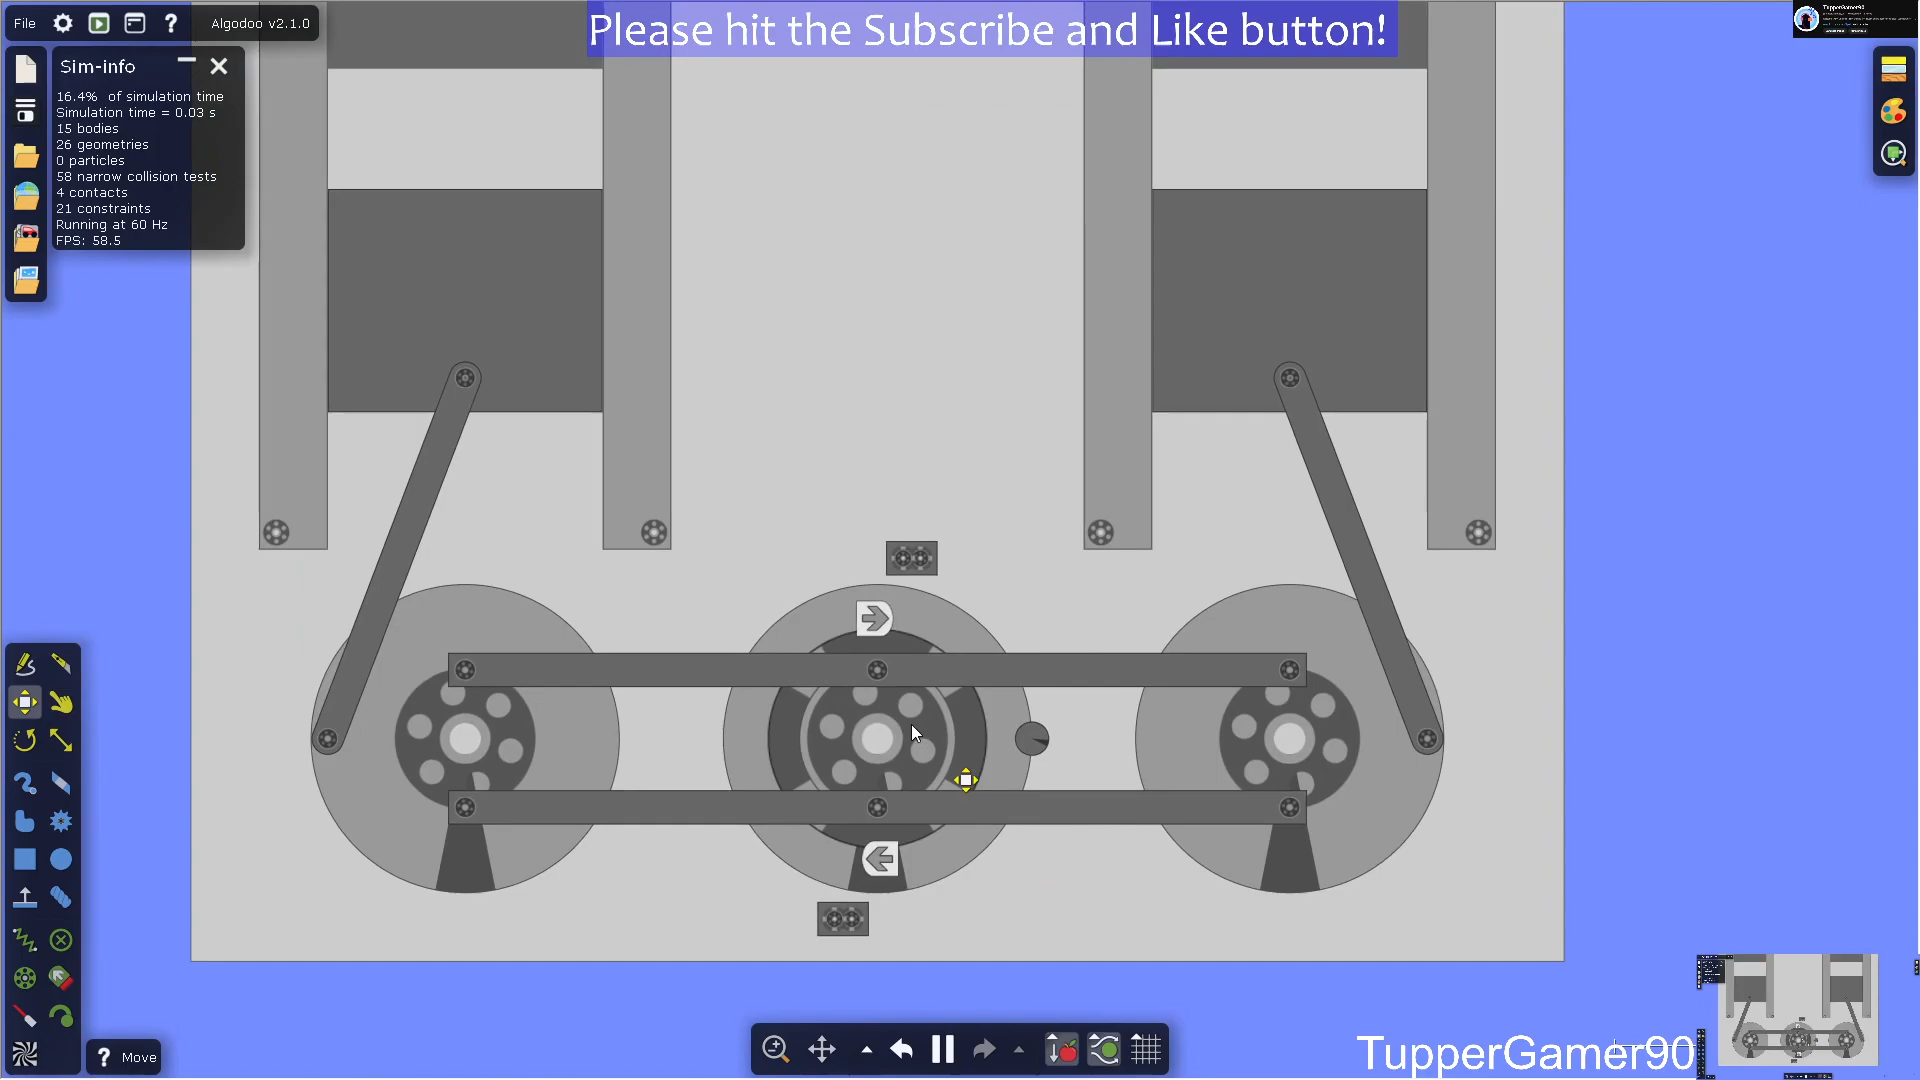 File
Algodoo v2.1.0
Please hit the Subscribe and Like button!
TupperGamer90
Sim-info
16.4% of simulation time
Simulation time = 0.03 s
15 bodies
26 geometries
0 particles
58 narrow collision tests
4 contacts
21 constraints
Running at 60 Hz
FPS: 58.5
? Move
TupperGamer90